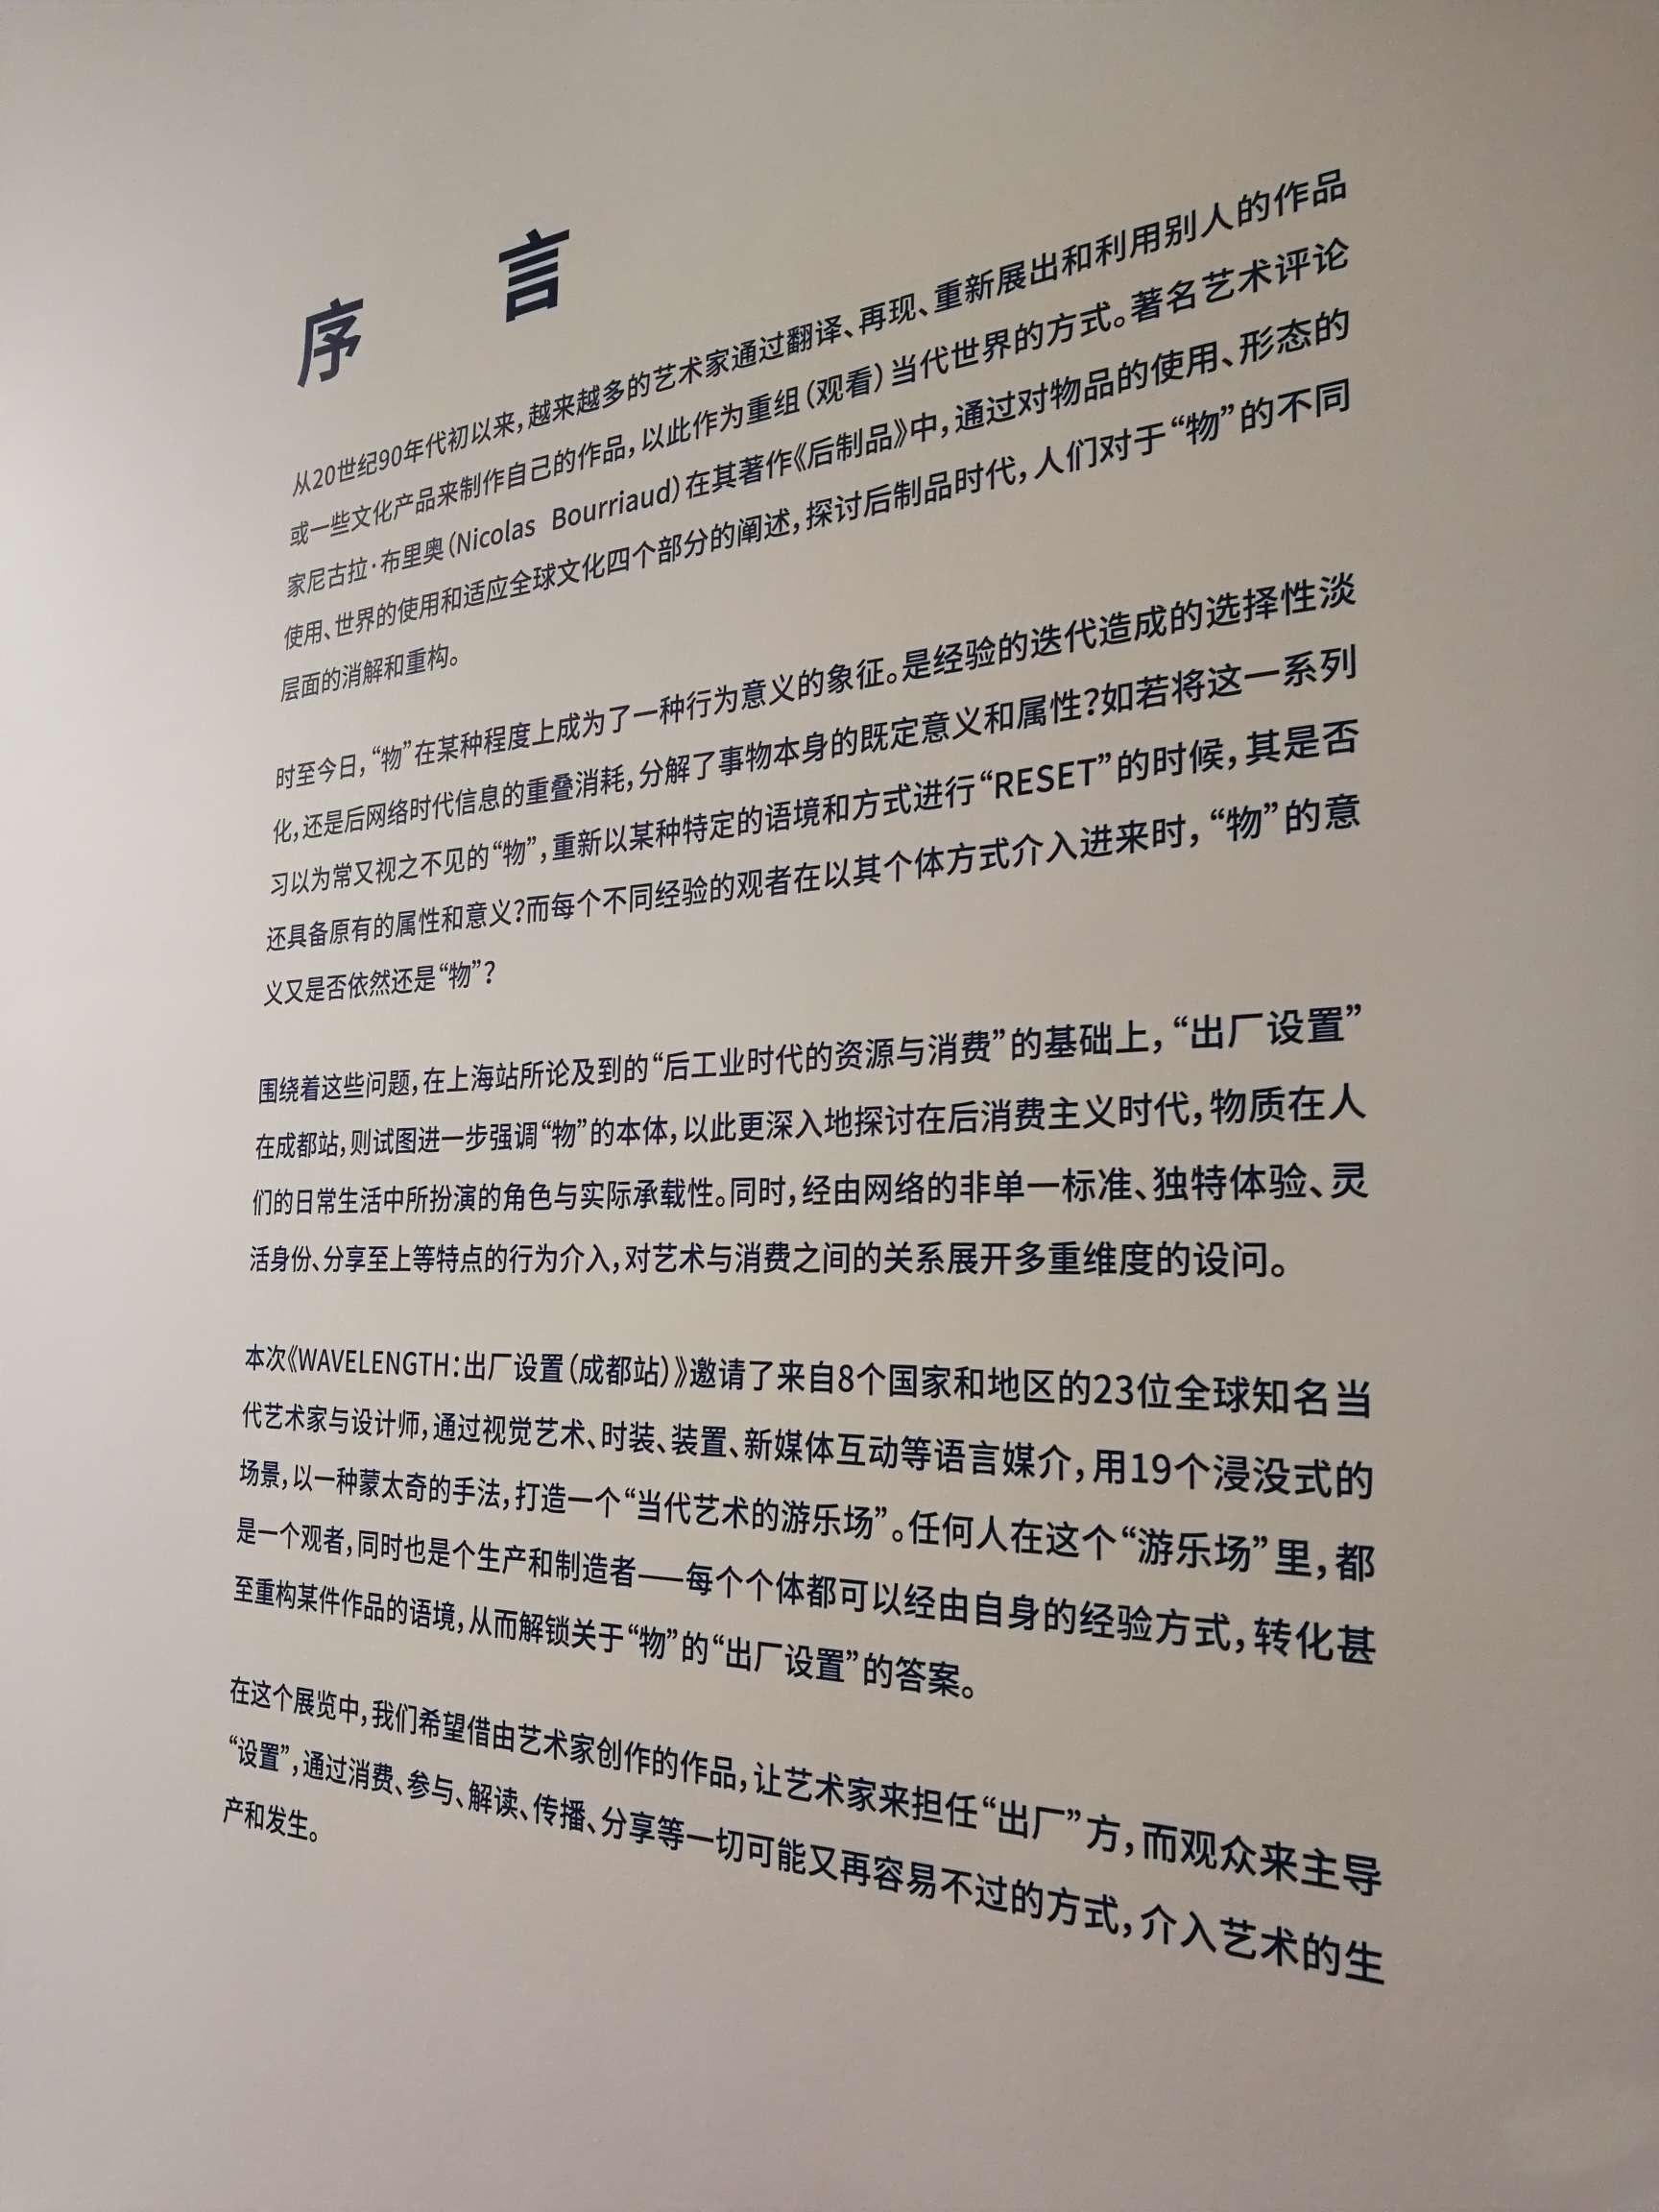 序 言
从20世纪90年代初以来，越来越多的艺术家通过翻译、再现、重新展出和利用别人的作品
或一些文化产品来制作自己的作品，以此作为重组（观看）当代世界的方式。著名艺术评论
家尼古拉·布里奥（Nicolas Bourriaud）在其著作《后制品》中，通过对物品的使用、形态的
使用、世界的使用和适应全球文化四个部分的阐述，探讨后制品时代，人们对于“物”的不同
层面的消解和重构。
时至今日，“物”在某种程度上成为了一种行为意义的象征。是经验的迭代造成的选择性淡
化，还是后网络时代信息的重叠消耗，分解了事物本身的既定意义和属性？如若将这一系列
习以为常又视之不见的“物”，重新以某种特定的语境和方式进行“RESET”的时候，其是否
还具备原有的属性和意义？而每个不同经验的观者在以其个体方式介入进来时，“物”的意
义又是否依然还是“物”？
围绕着这些问题，在上海站所论及到的“后工业时代的资源与消费”的基础上，“出厂设置”
在成都站，则试图进一步强调“物”的本体，以此更深入地探讨在后消费主义时代，物质在人
们的日常生活中所扮演的角色与实际承载性。同时，经由网络的非单一标准、独特体验、灵
活身份、分享至上等特点的行为介入，对艺术与消费之间的关系展开多重维度的设问。
本次《WAVELENGTH：出厂设置（成都站）》邀请了来自8个国家和地区的23位全球知名当
代艺术家与设计师，通过视觉艺术、时装、装置、新媒体互动等语言媒介，用19个浸没式的
场景，以一种蒙太奇的手法，打造一个“当代艺术的游乐场”。任何人在这个“游乐场”里，都
是一个观者，同时也是个生产和制造者——每个个体都可以经由自身的经验方式，转化甚
至重构某件作品的语境，从而解锁关于“物”的“出厂设置”的答案。
在这个展览中，我们希望借由艺术家创作的作品，让艺术家来担任“出厂”方，而观众来主导
“设置”，通过消费、参与、解读、传播、分享等一切可能又再容易不过的方式，介入艺术的生
产和发生。